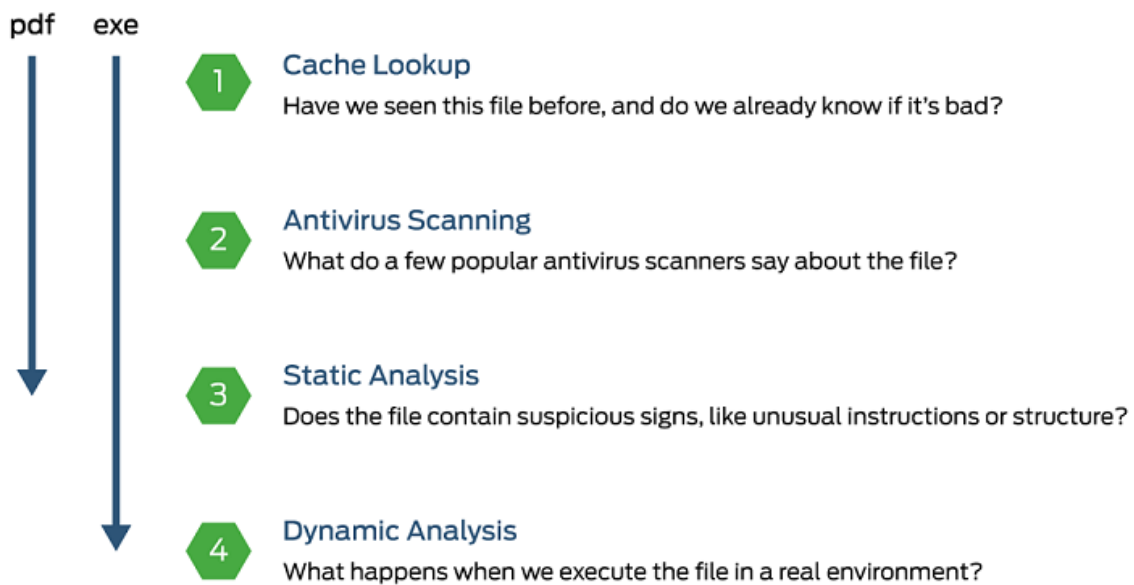 pdf exe
1 Cache Lookup
Have we seen this file before, and do we already know if it's bad?
2 Antivirus Scanning
What do a few popular antivirus scanners say about the file?
3 Static Analysis
Does the file contain suspicious signs, like unusual instructions or structure?
4 Dynamic Analysis
What happens when we execute the file in a real environment?